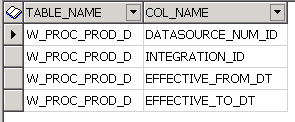 TABLE_NAME COL_NAME
W_PROC_PROD_D DATASOURCE_NUM_ID
W_PROC_PROD_D INTEGRATION_ID
W_PROC_PROD_D EFFECTIVE_FROM_DT
W_PROC_PROD_D EFFECTIVE_TO_DT